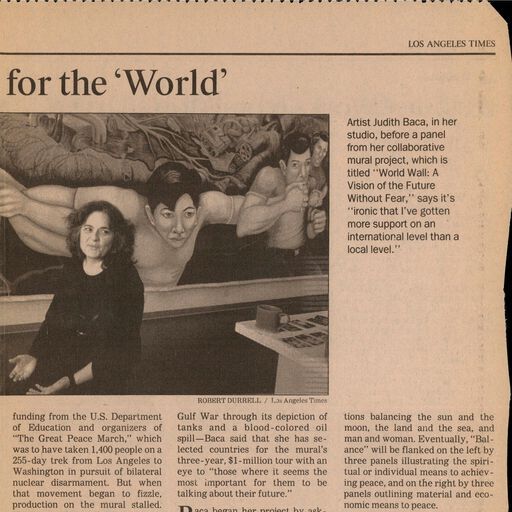 LOS ANGELES TIMES
for the ‘World’
Artist Judith Baca, in her
studio, before a panel
from her collaborative
mural project, which is
titled “World Wall: A
Vision of the Future
Without Fear,” says it’s
“ironic that I’ve gotten
more support on an
international level than a
local level.”
ROBERT DURRELL / Los Angeles Times
funding from the U.S. Department
of Education and organizers of
“The Great Peace March,” which
was to have taken 1,400 people on a
255-day trek from Los Angeles to
Washington in pursuit of bilateral
nuclear disarmament. But when
that movement began to fizzle,
production on the mural stalled.
Gulf War through its depiction of
tanks and a blood-colored oil
spill—Baca said that she has se-
lected countries for the mural’s
three-year, $1-million tour with an
eye to “those where it seems the
most important for them to be
talking about their future.”
Baca began her project by ask-
tions balancing the sun and the
moon, the land and the sea, and
man and woman. Eventually, “Bal-
ance” will be flanked on the left by
three panels illustrating the spiri-
tual or individual means to achiev-
ing peace, and on the right by three
panels outlining material and eco-
nomic means to peace.